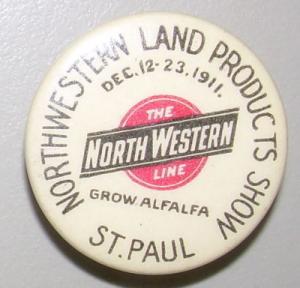 NORTHWESTERN LAND PRODUCTS SHOW
DEC. 12-23, 1911.
THE
NORTH WESTERN
LINE
GROW ALFALFA
ST. PAUL